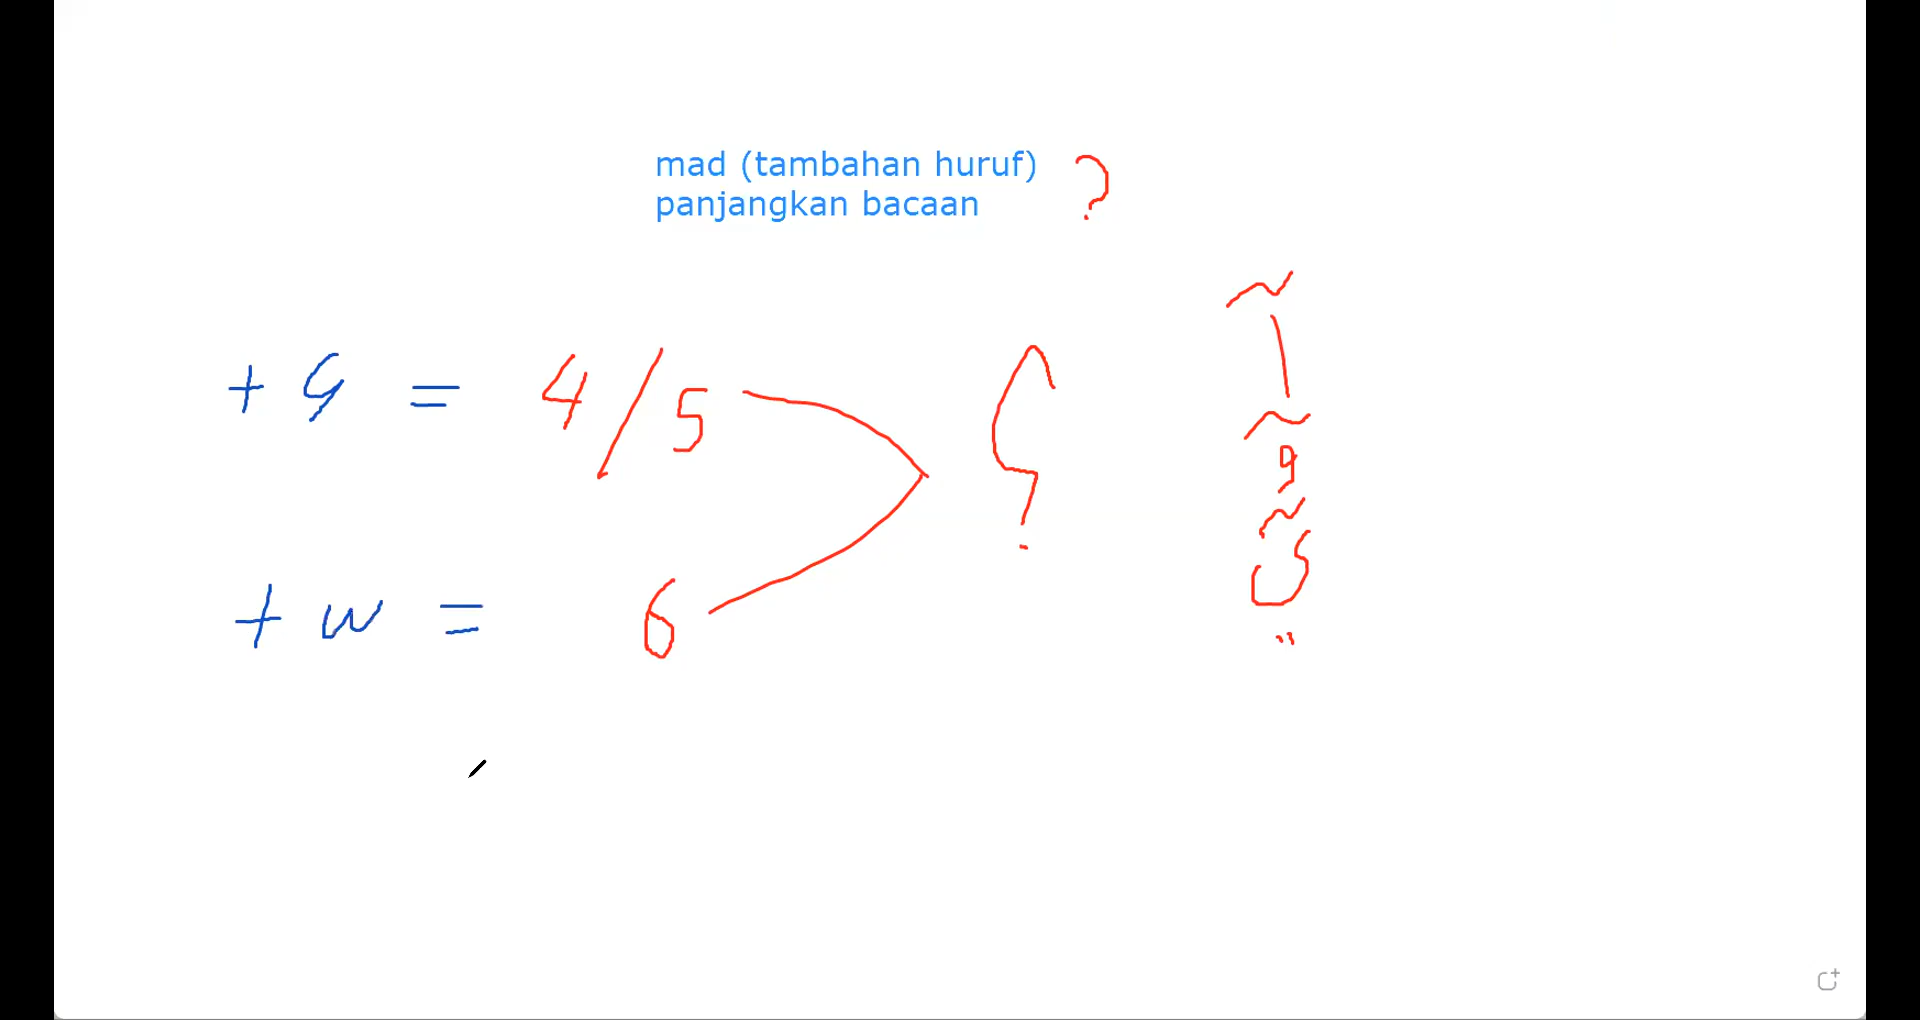 mad (tambahan huruf) ?
panjangkan bacaan
+ ء = 4/5
+ ّ = 6
آ
وٓ
يٓ